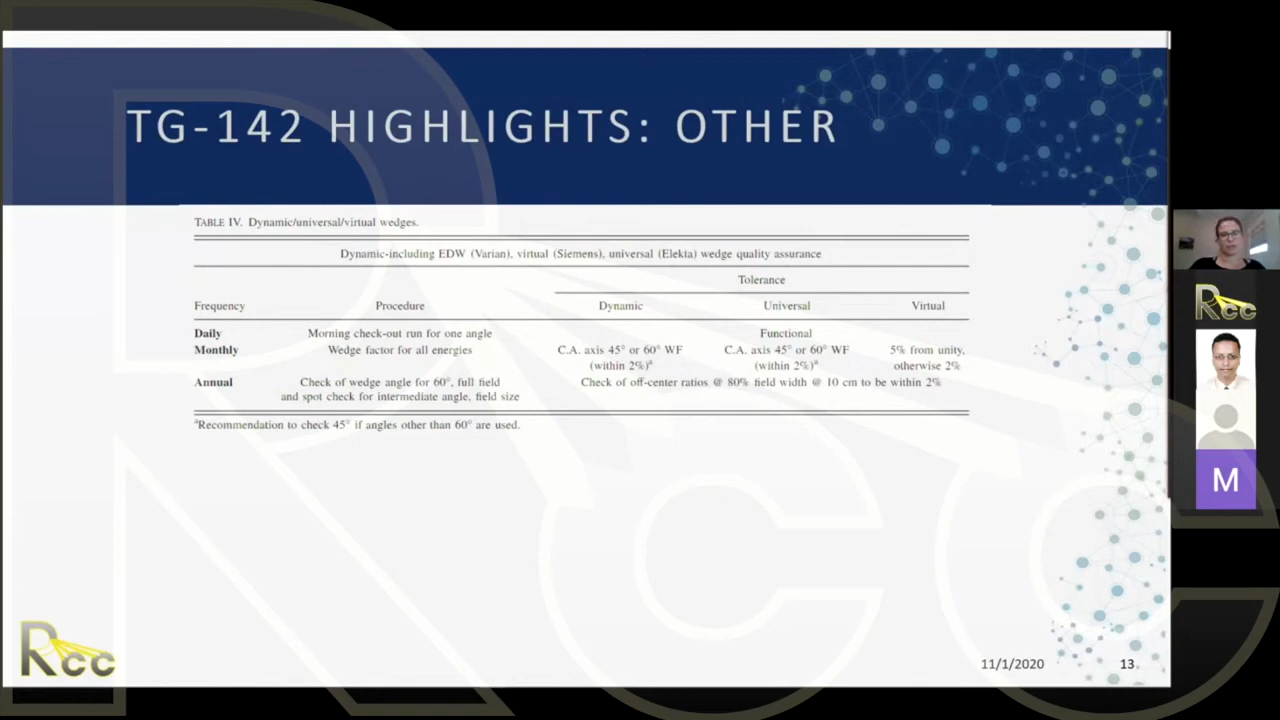 TG-142 HIGHLIGHTS: OTHER
TABLE IV. Dynamic/universal/virtual wedges.
Dynamic-including EDW (Varian), virtual (Siemens), universal (Elekta) wedge quality assurance
Tolerance
Frequency Procedure Dynamic Universal Virtual
Daily Morning check-out run for one angle Functional
Monthly Wedge factor for all energies C.A. axis 45° or 60° WF C.A. axis 45° or 60° WF 5% from unity,
(within 2%)ᵃ (within 2%)ᵃ otherwise 2%
Annual Check of wedge angle for 60°, full field Check of off-center ratios @ 80% field width @ 10 cm to be within 2%
and spot check for intermediate angle, field size
ᵃRecommendation to check 45° if angles other than 60° are used.
Rcc
11/1/2020 13
Rcc
M
Rcc